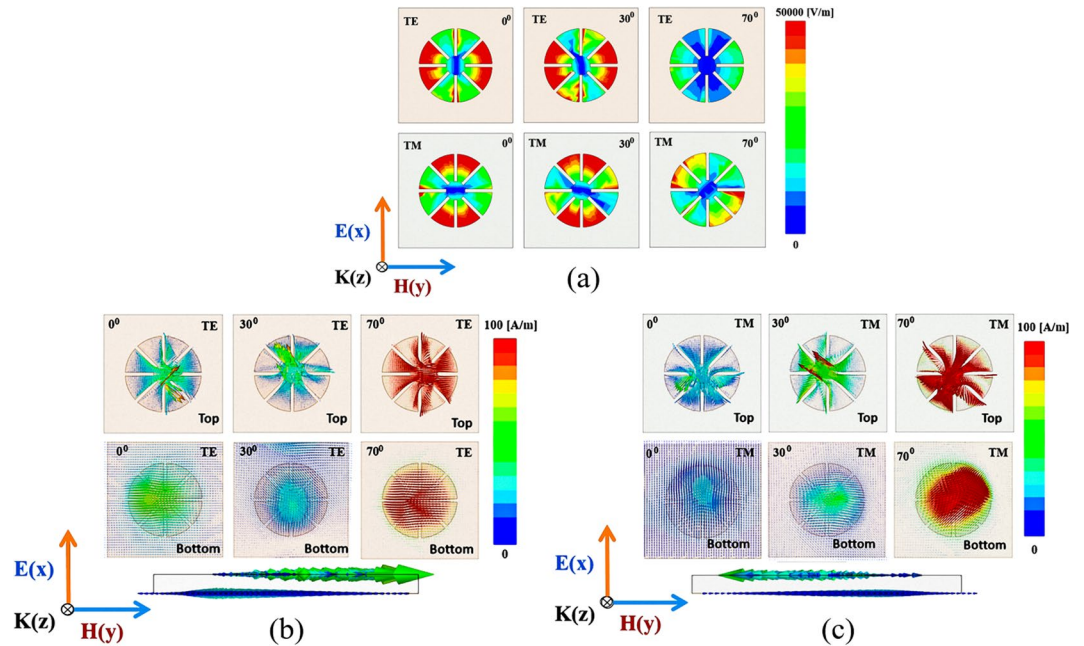 50000 [V/m]
TE 0⁰
30⁰
TE
70⁰
TE
TM 0⁰
TM 30⁰
TM 70⁰
0
E(x)
K(z)
H(y)
(a)
0⁰ TE
Top
30⁰ TE
Top
70⁰ TE
Top
100 [A/m]
0⁰ TE
Bottom
30⁰ TE
Bottom
70⁰ TE
Bottom
0
E(x)
K(z)
H(y)
(b)
0⁰ TM
Top
30⁰ TM
Top
70⁰ TM
Top
100 [A/m]
0⁰ TM
Bottom
30⁰ TM
Bottom
70⁰ TM
Bottom
0
E(x)
K(z)
H(y)
(c)